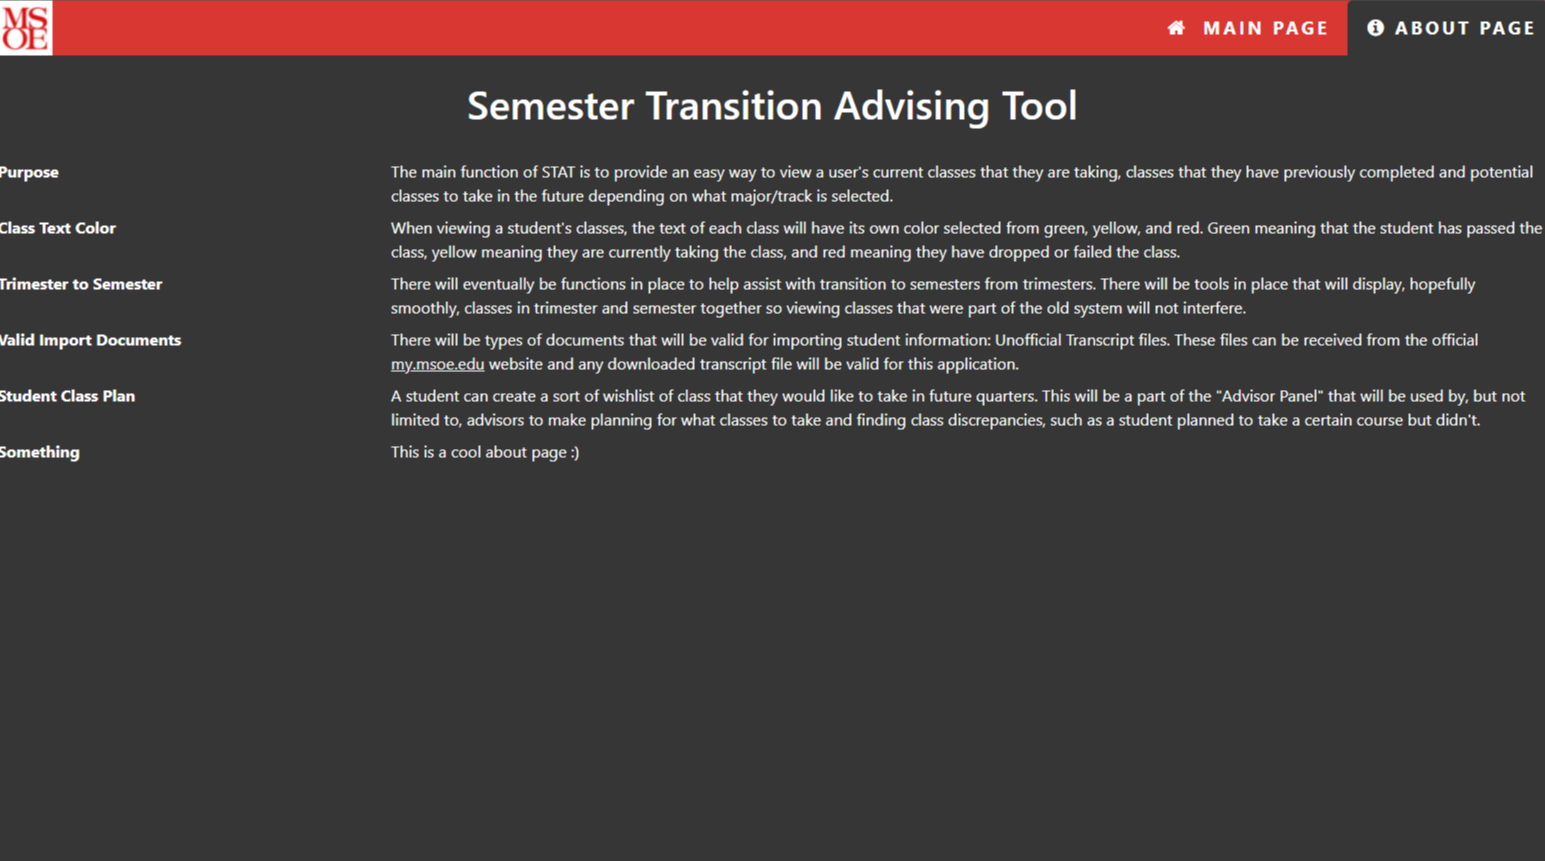 MS
OE
MAIN PAGE
ABOUT PAGE
Semester Transition Advising Tool
Purpose
The main function of STAT is to provide an easy way to view a user's current classes that they are taking, classes that they have previously completed and potential
classes to take in the future depending on what major/track is selected.
Class Text Color
When viewing a student's classes, the text of each class will have its own color selected from green, yellow, and red. Green meaning that the student has passed the
class, yellow meaning they are currently taking the class, and red meaning they have dropped or failed the class.
Trimester to Semester
There will eventually be functions in place to help assist with transition to semesters from trimesters. There will be tools in place that will display, hopefully
smoothly, classes in trimester and semester together so viewing classes that were part of the old system will not interfere.
Valid Import Documents
There will be types of documents that will be valid for importing student information: Unofficial Transcript files. These files can be received from the official
my.msoe.edu website and any downloaded transcript file will be valid for this application.
Student Class Plan
A student can create a sort of wishlist of class that they would like to take in future quarters. This will be a part of the "Advisor Panel" that will be used by, but not
limited to, advisors to make planning for what classes to take and finding class discrepancies, such as a student planned to take a certain course but didn't.
Something
This is a cool about page :)